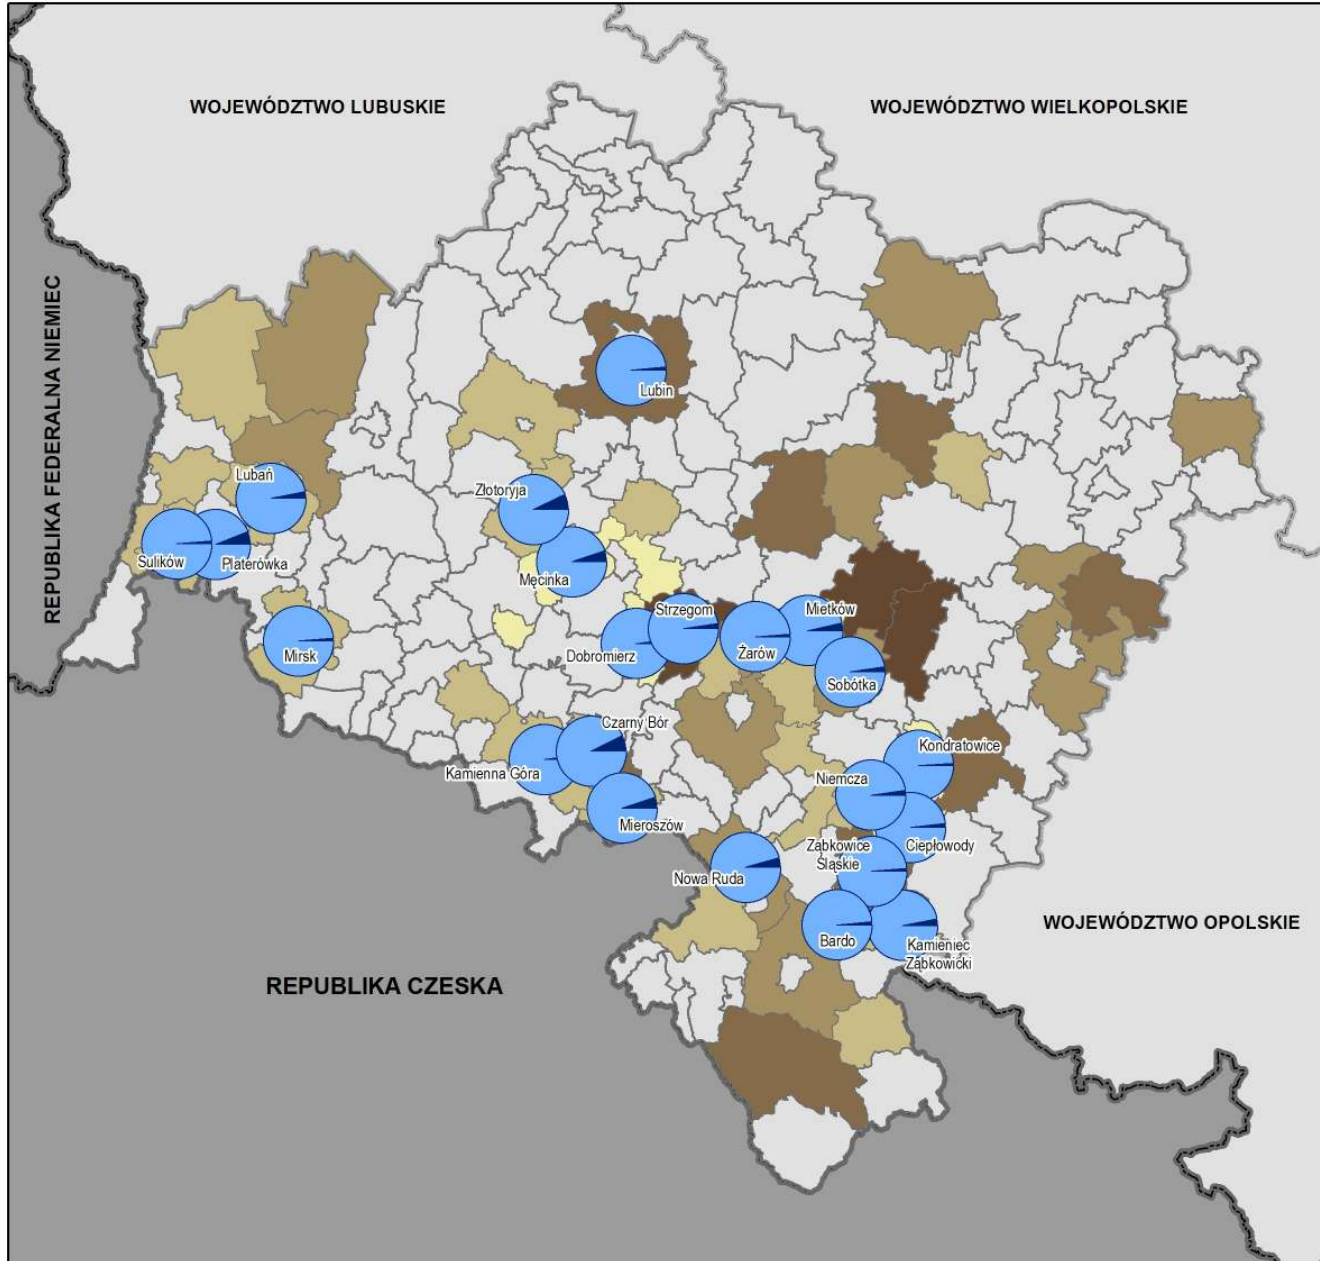 WOJEWÓDZTWO LUBUSKIE
WOJEWÓDZTWO WIELKOPOLSKIE
REPUBLIKA FEDERALNA NIEMIEC
Lubin
Lubań
Złotoryja
Sulików
Platerówka
Męcinka
Strzegom
Mietków
Mirsk
Dobromierz
Żarów
Sobótka
Czarny Bór
Kamienna Góra
Kondratowice
Niemcza
Mieroszów
Ząbkowice
Śląskie
Ciepłowody
Nowa Ruda
WOJEWÓDZTWO OPOLSKIE
Bardo
Kamieniec
Ząbkowicki
REPUBLIKA CZESKA